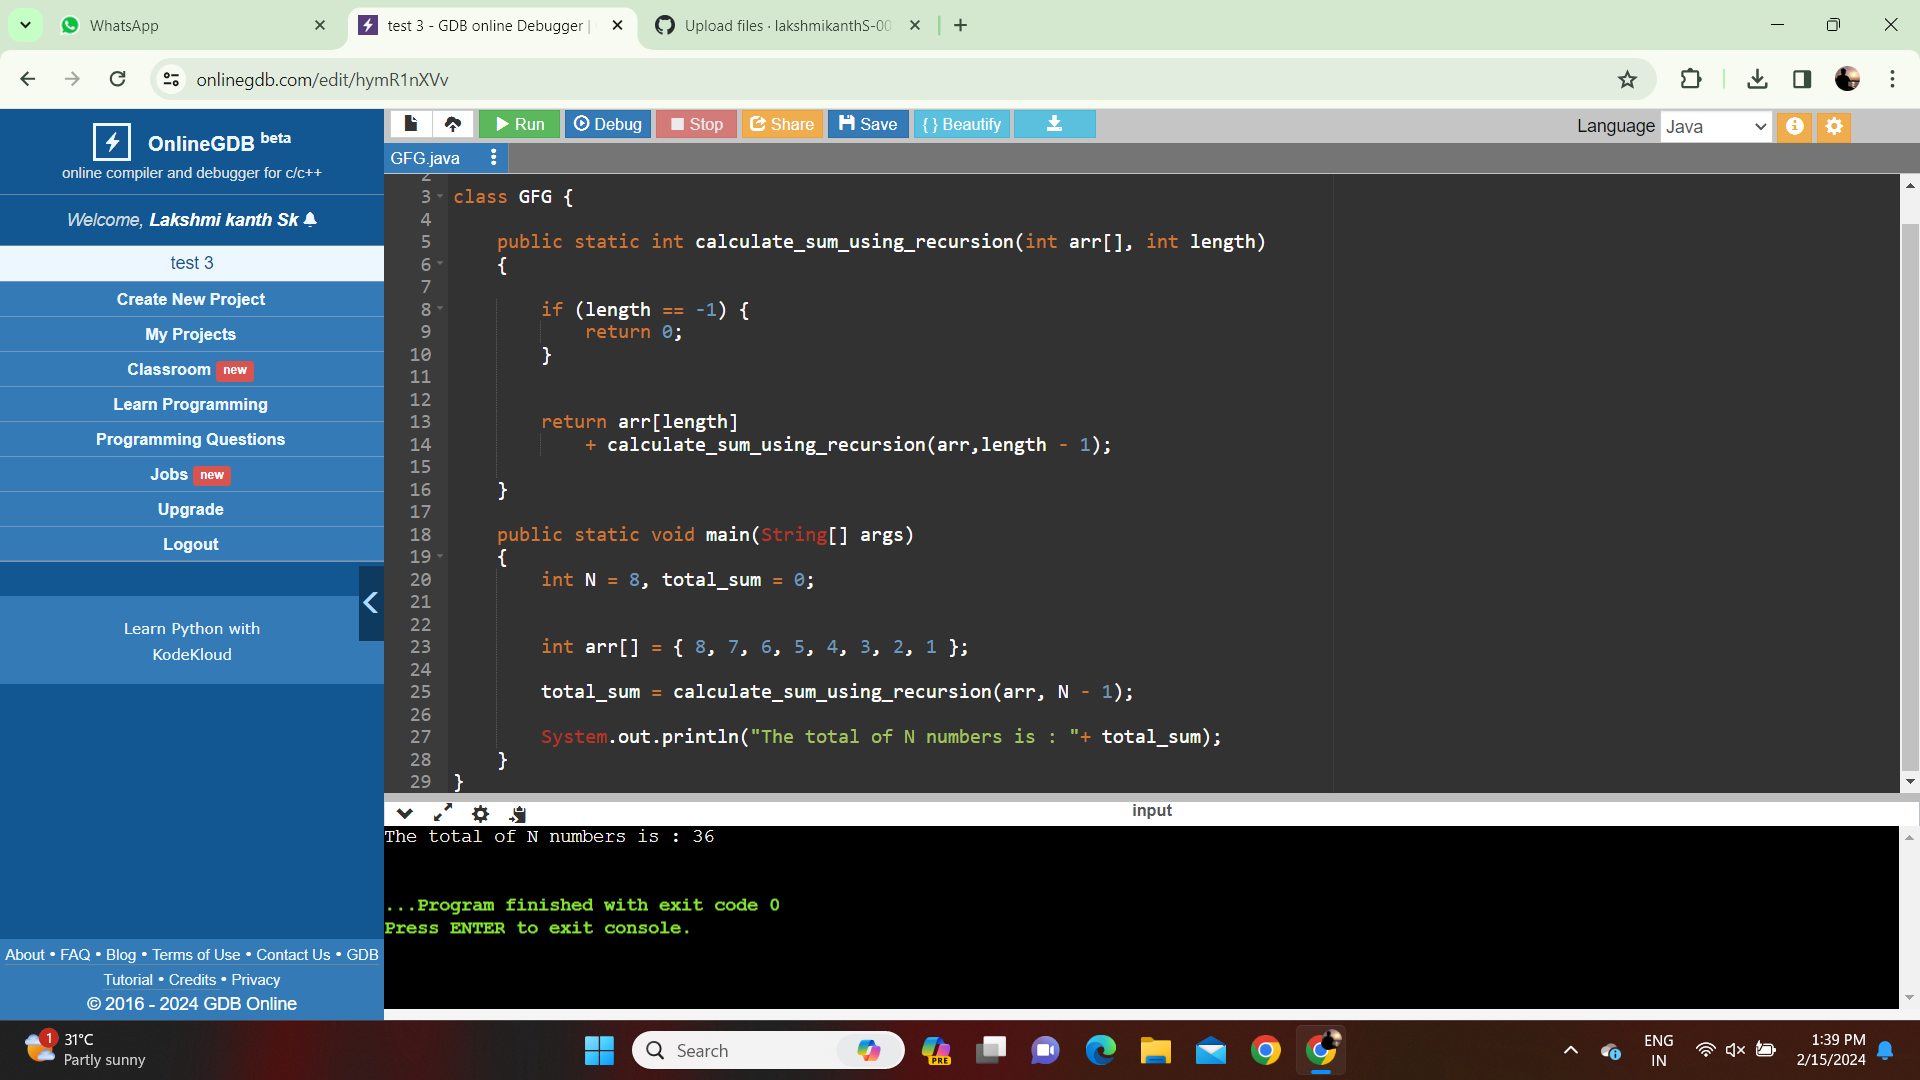 WhatsApp
test 3 - GDB online Debugger |
Upload files · lakshmikanthS-00
onlinegdb.com/edit/hymR1nXVv
OnlineGDB beta
online compiler and debugger for c/c++
Welcome, Lakshmi kanth Sk
test 3
Create New Project
My Projects
Classroom new
Learn Programming
Programming Questions
Jobs new
Upgrade
Logout
Learn Python with
KodeKloud
About • FAQ • Blog • Terms of Use • Contact Us • GDB
Tutorial • Credits • Privacy
© 2016 - 2024 GDB Online
Run Debug Stop Share Save { } Beautify
Language Java
GFG.java
2
3 class GFG {
4
5 public static int calculate_sum_using_recursion(int arr[], int length)
6 {
7
8 if (length == -1) {
9 return 0;
10 }
11
12
13 return arr[length]
14 + calculate_sum_using_recursion(arr,length - 1);
15
16 }
17
18 public static void main(String[] args)
19 {
20 int N = 8, total_sum = 0;
21
22
23 int arr[] = { 8, 7, 6, 5, 4, 3, 2, 1 };
24
25 total_sum = calculate_sum_using_recursion(arr, N - 1);
26
27 System.out.println("The total of N numbers is : "+ total_sum);
28 }
29 }
input
The total of N numbers is : 36
...Program finished with exit code 0
Press ENTER to exit console.
1
31°C
Partly sunny
Search
PRE
ENG
IN
1:39 PM
2/15/2024